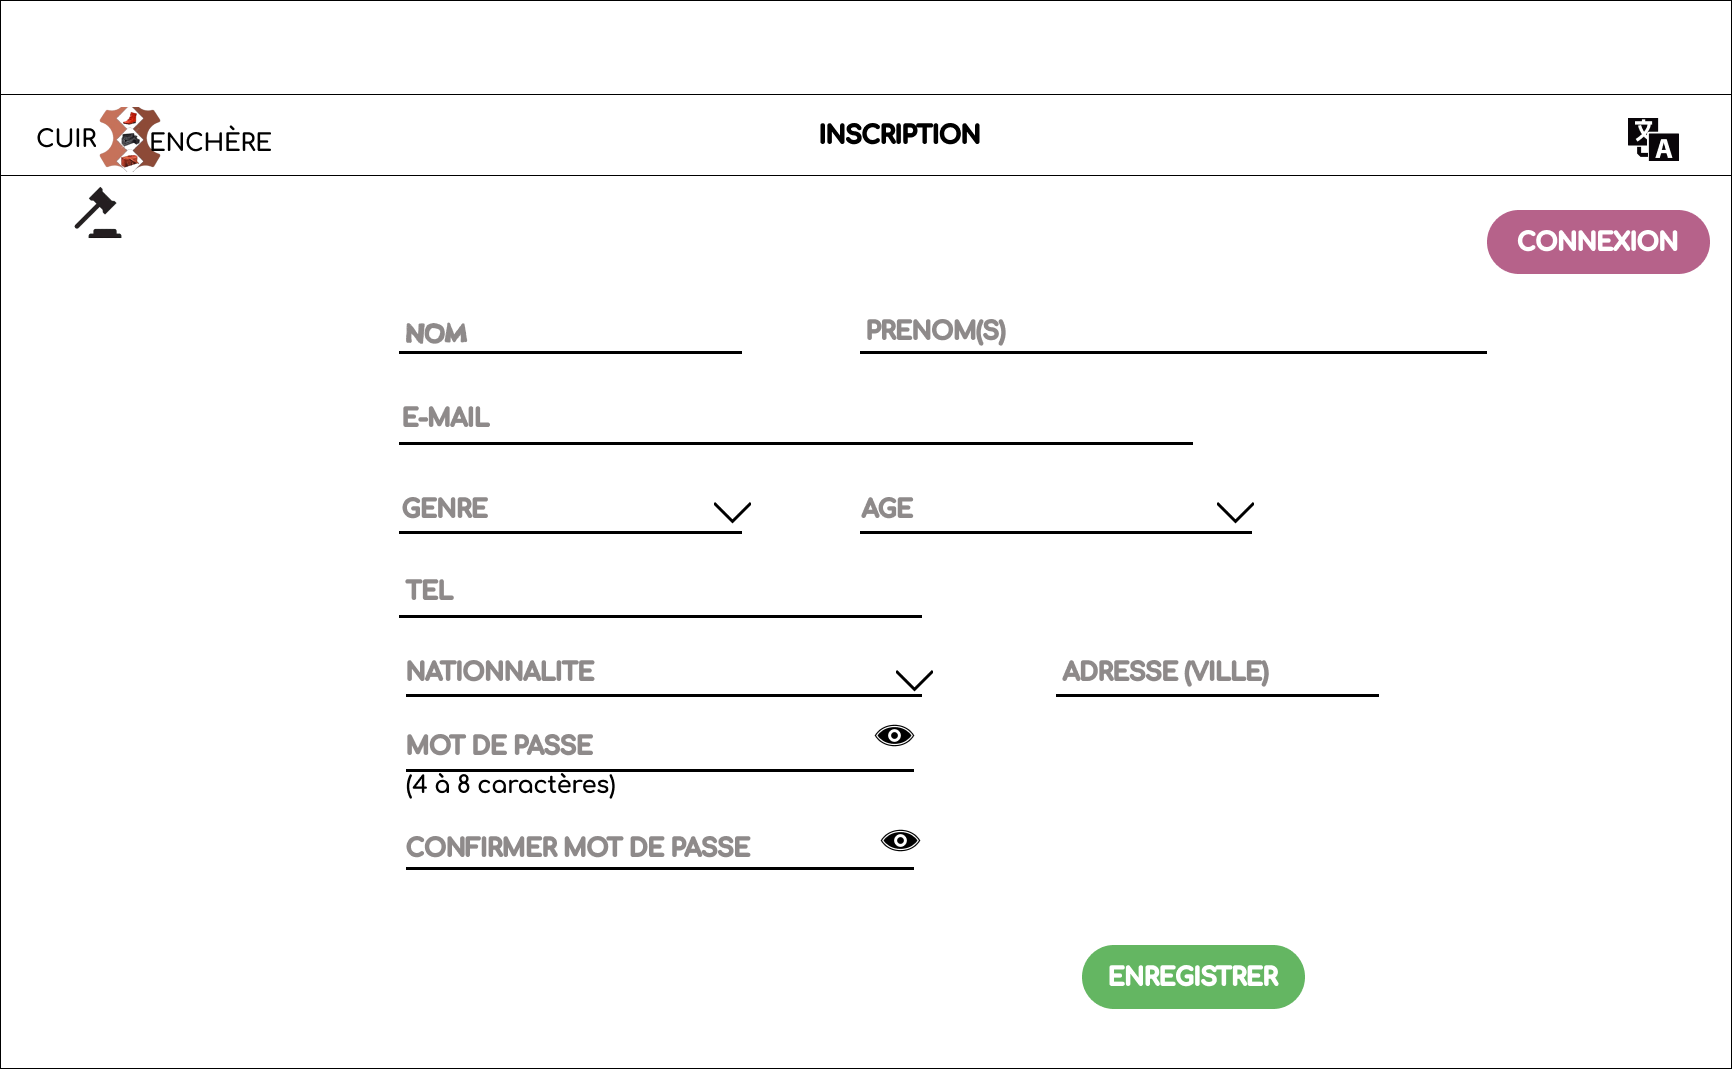 CUIR ENCHÈRE
INSCRIPTION
文 A
CONNEXION
NOM
PRENOM(S)
E-MAIL
GENRE
AGE
TEL
NATIONNALITE
ADRESSE (VILLE)
MOT DE PASSE
(4 à 8 caractères)
CONFIRMER MOT DE PASSE
ENREGISTRER